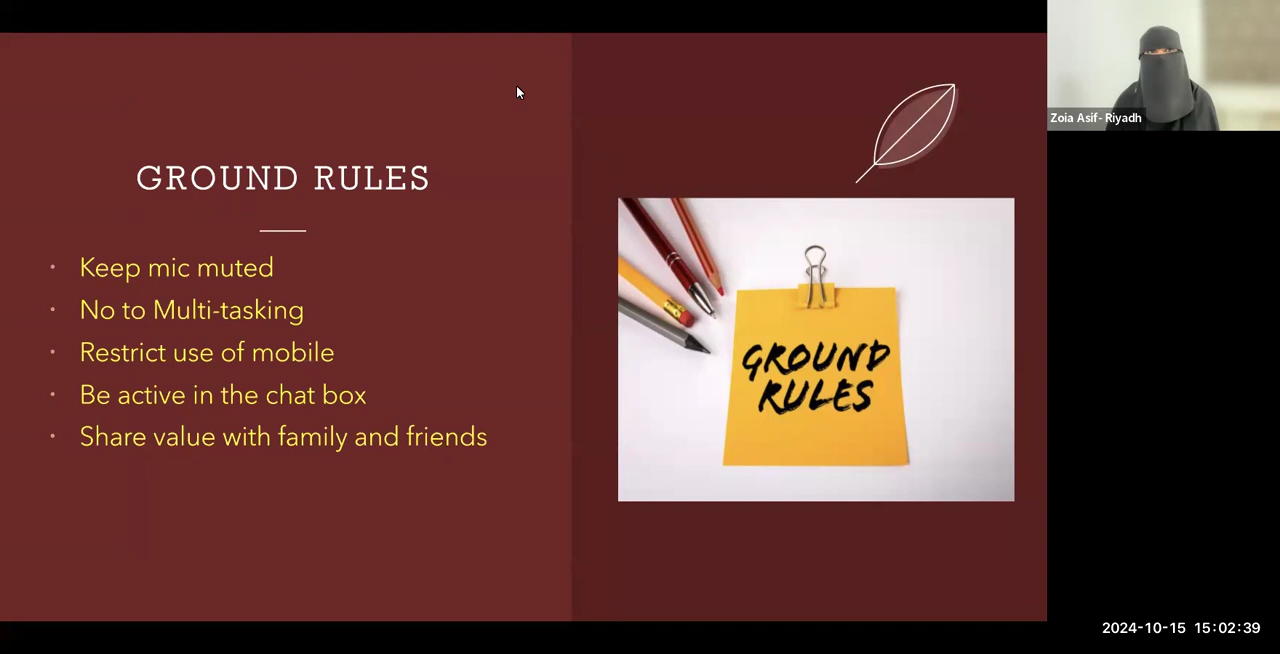 GROUND RULES
Keep mic muted
No to Multi-tasking
Restrict use of mobile
Be active in the chat box
Share value with family and friends
GROUND
RULES
Zoia Asif- Riyadh
2024-10-15 15:02:39